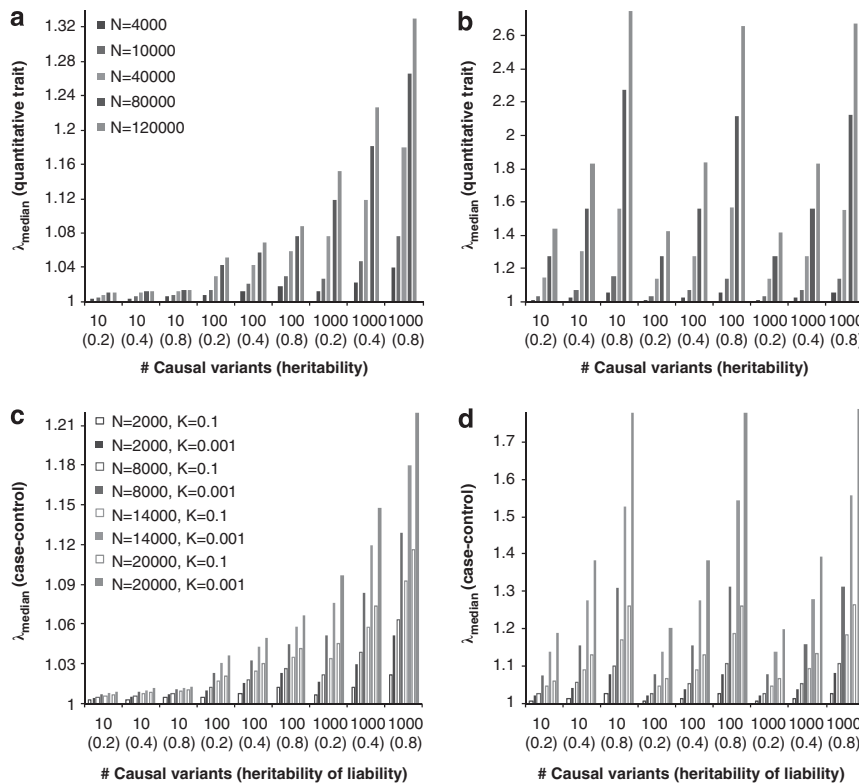 a
1.32
1.28
1.24
1.2
1.16
1.12
1.08
1.04
1
λmedian (quantitative trait)
N=4000
N=10000
N=40000
N=80000
N=120000
10 10 10 100 100 100 1000 1000 1000
(0.2) (0.4) (0.8) (0.2) (0.4) (0.8) (0.2) (0.4) (0.8)
# Causal variants (heritability)
b
2.6
2.4
2.2
2
1.8
1.6
1.4
1.2
1
λmedian (quantitative trait)
10 10 10 100 100 100 1000 1000 1000
(0.2) (0.4) (0.8) (0.2) (0.4) (0.8) (0.2) (0.4) (0.8)
# Causal variants (heritability)
c
1.21
1.18
1.15
1.12
1.09
1.06
1.03
1
λmedian (case-control)
N=2000, K=0.1
N=2000, K=0.001
N=8000, K=0.1
N=8000, K=0.001
N=14000, K=0.1
N=14000, K=0.001
N=20000, K=0.1
N=20000, K=0.001
10 10 10 100 100 100 1000 1000 1000
(0.2) (0.4) (0.8) (0.2) (0.4) (0.8) (0.2) (0.4) (0.8)
# Causal variants (heritability of liability)
d
1.7
1.6
1.5
1.4
1.3
1.2
1.1
1
λmedian (case-control)
10 10 10 100 100 100 1000 1000 1000
(0.2) (0.4) (0.8) (0.2) (0.4) (0.8) (0.2) (0.4) (0.8)
# Causal variants (heritability of liability)